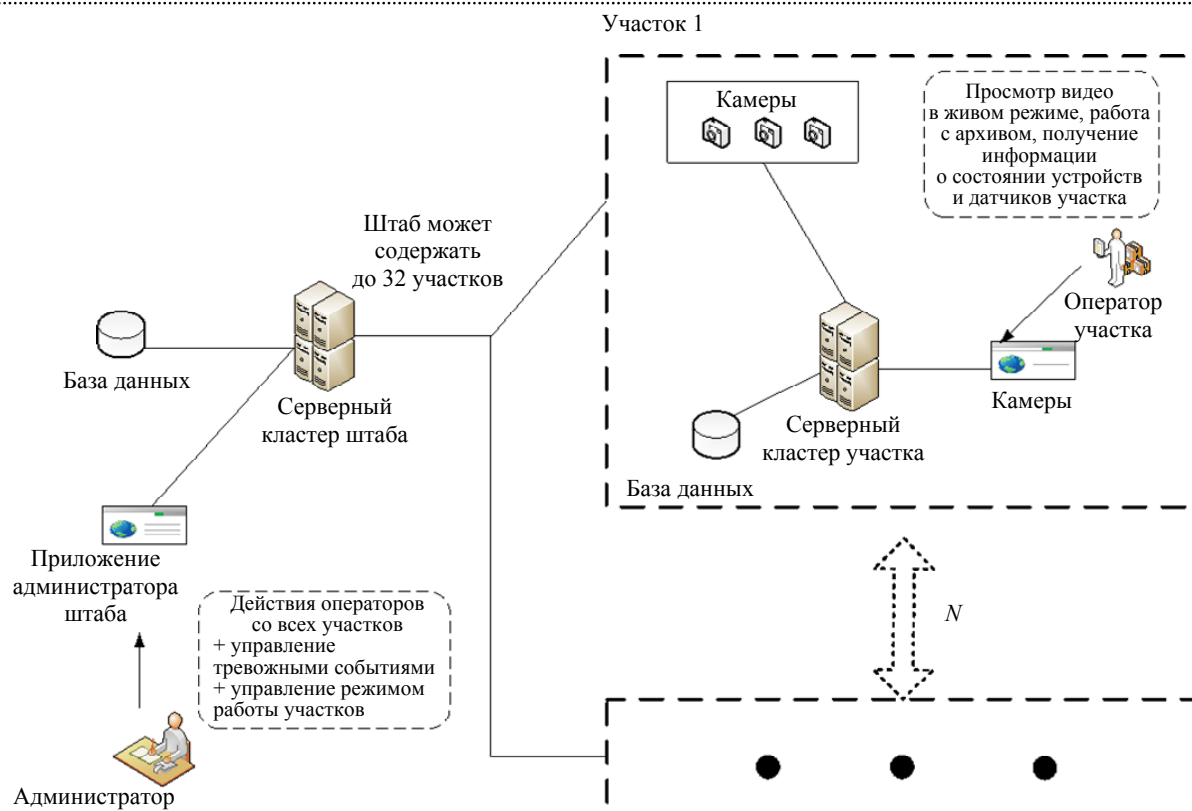 Участок 1
Камеры
Просмотр видео
в живом режиме, работа
с архивом, получение
информации
о состоянии устройств
и датчиков участка
Штаб может
содержать
до 32 участков
Оператор
участка
База данных
Серверный
кластер штаба
Камеры
Серверный
кластер участка
База данных
Приложение
администратора
штаба
Действия операторов
со всех участков
+ управление
тревожными событиями
+ управление режимом
работы участков
N
Администратор